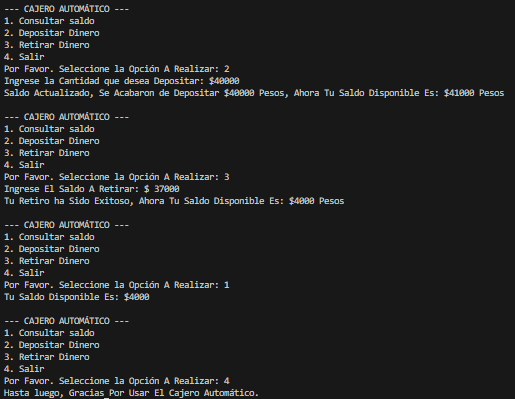 --- CAJERO AUTOMÁTICO ---
1. Consultar saldo
2. Depositar Dinero
3. Retirar Dinero
4. Salir
Por Favor. Seleccione la Opción A Realizar: 2
Ingrese la Cantidad que desea Depositar: $40000
Saldo Actualizado, Se Acabaron de Depositar $40000 Pesos, Ahora Tu Saldo Disponible Es: $41000 Pesos

--- CAJERO AUTOMÁTICO ---
1. Consultar saldo
2. Depositar Dinero
3. Retirar Dinero
4. Salir
Por Favor. Seleccione la Opción A Realizar: 3
Ingrese El Saldo A Retirar: $ 37000
Tu Retiro ha Sido Exitoso, Ahora Tu Saldo Disponible Es: $4000 Pesos

--- CAJERO AUTOMÁTICO ---
1. Consultar saldo
2. Depositar Dinero
3. Retirar Dinero
4. Salir
Por Favor. Seleccione la Opción A Realizar: 1
Tu Saldo Disponible Es: $4000

--- CAJERO AUTOMÁTICO ---
1. Consultar saldo
2. Depositar Dinero
3. Retirar Dinero
4. Salir
Por Favor. Seleccione la Opción A Realizar: 4
Hasta luego, Gracias Por Usar El Cajero Automático.